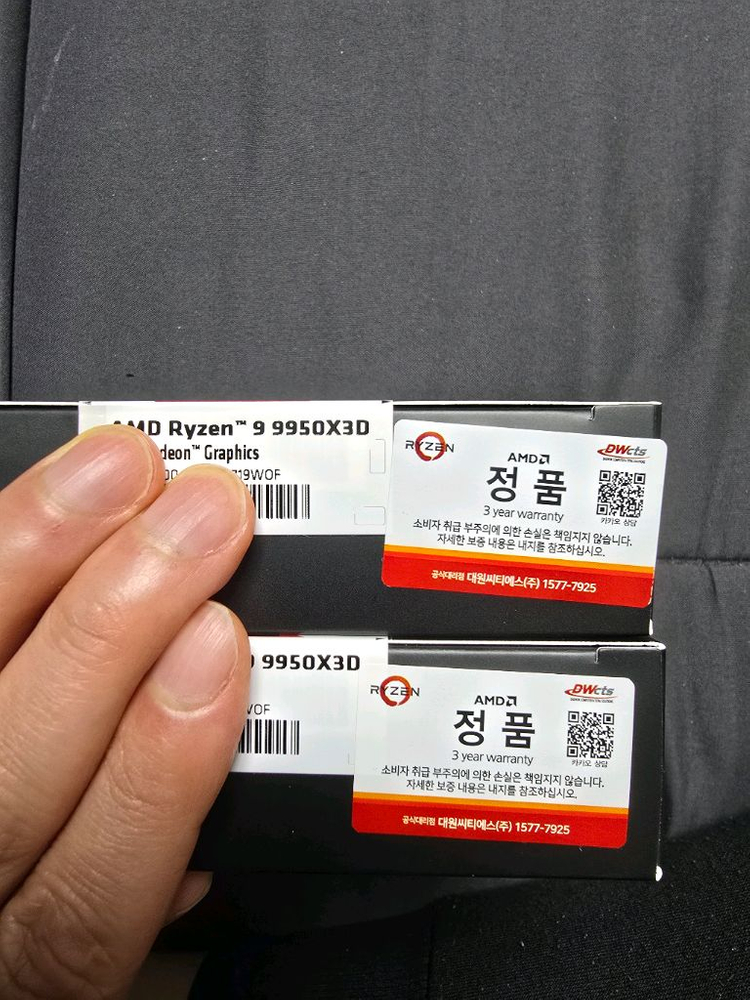 AMD Ryzen™ 9 9950X3D
deon™ Graphics
719WOF
RYZEN
AMD
DWcts
정품
3 year warranty
카카오 상담
소비자 취급 부주의에 의한 손실은 책임지지 않습니다.
자세한 보증 내용은 내지를 참조하십시오.
공식대리점 대원씨티에스(주) 1577-7925
9950X3D
WOF
RYZEN
AMD
DWcts
정품
3 year warranty
카카오 상담
소비자 취급 부주의에 의한 손실은 책임지지 않습니다.
자세한 보증 내용은 내지를 참조하십시오.
공식대리점 대원씨티에스(주) 1577-7925